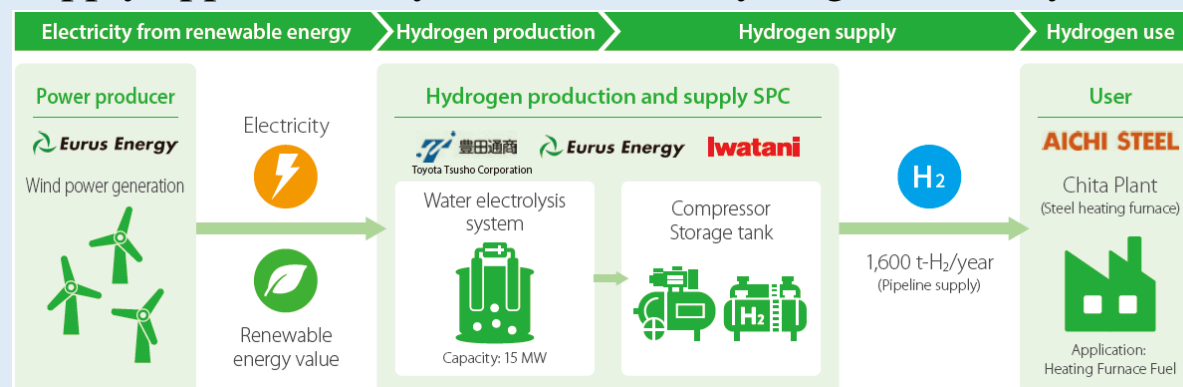 Electricity from renewable energy
Hydrogen production
Hydrogen supply
Hydrogen use
Power producer
Eurus Energy
Wind power generation
Electricity
Renewable
energy value
Hydrogen production and supply SPC
豊田通商
Toyota Tsusho Corporation
Eurus Energy
Iwatani
Water electrolysis
system
Capacity: 15 MW
Compressor
Storage tank
H2
H₂
1,600 t-H₂/year
(Pipeline supply)
User
AICHI STEEL
Chita Plant
(Steel heating furnace)
Application:
Heating Furnace Fuel